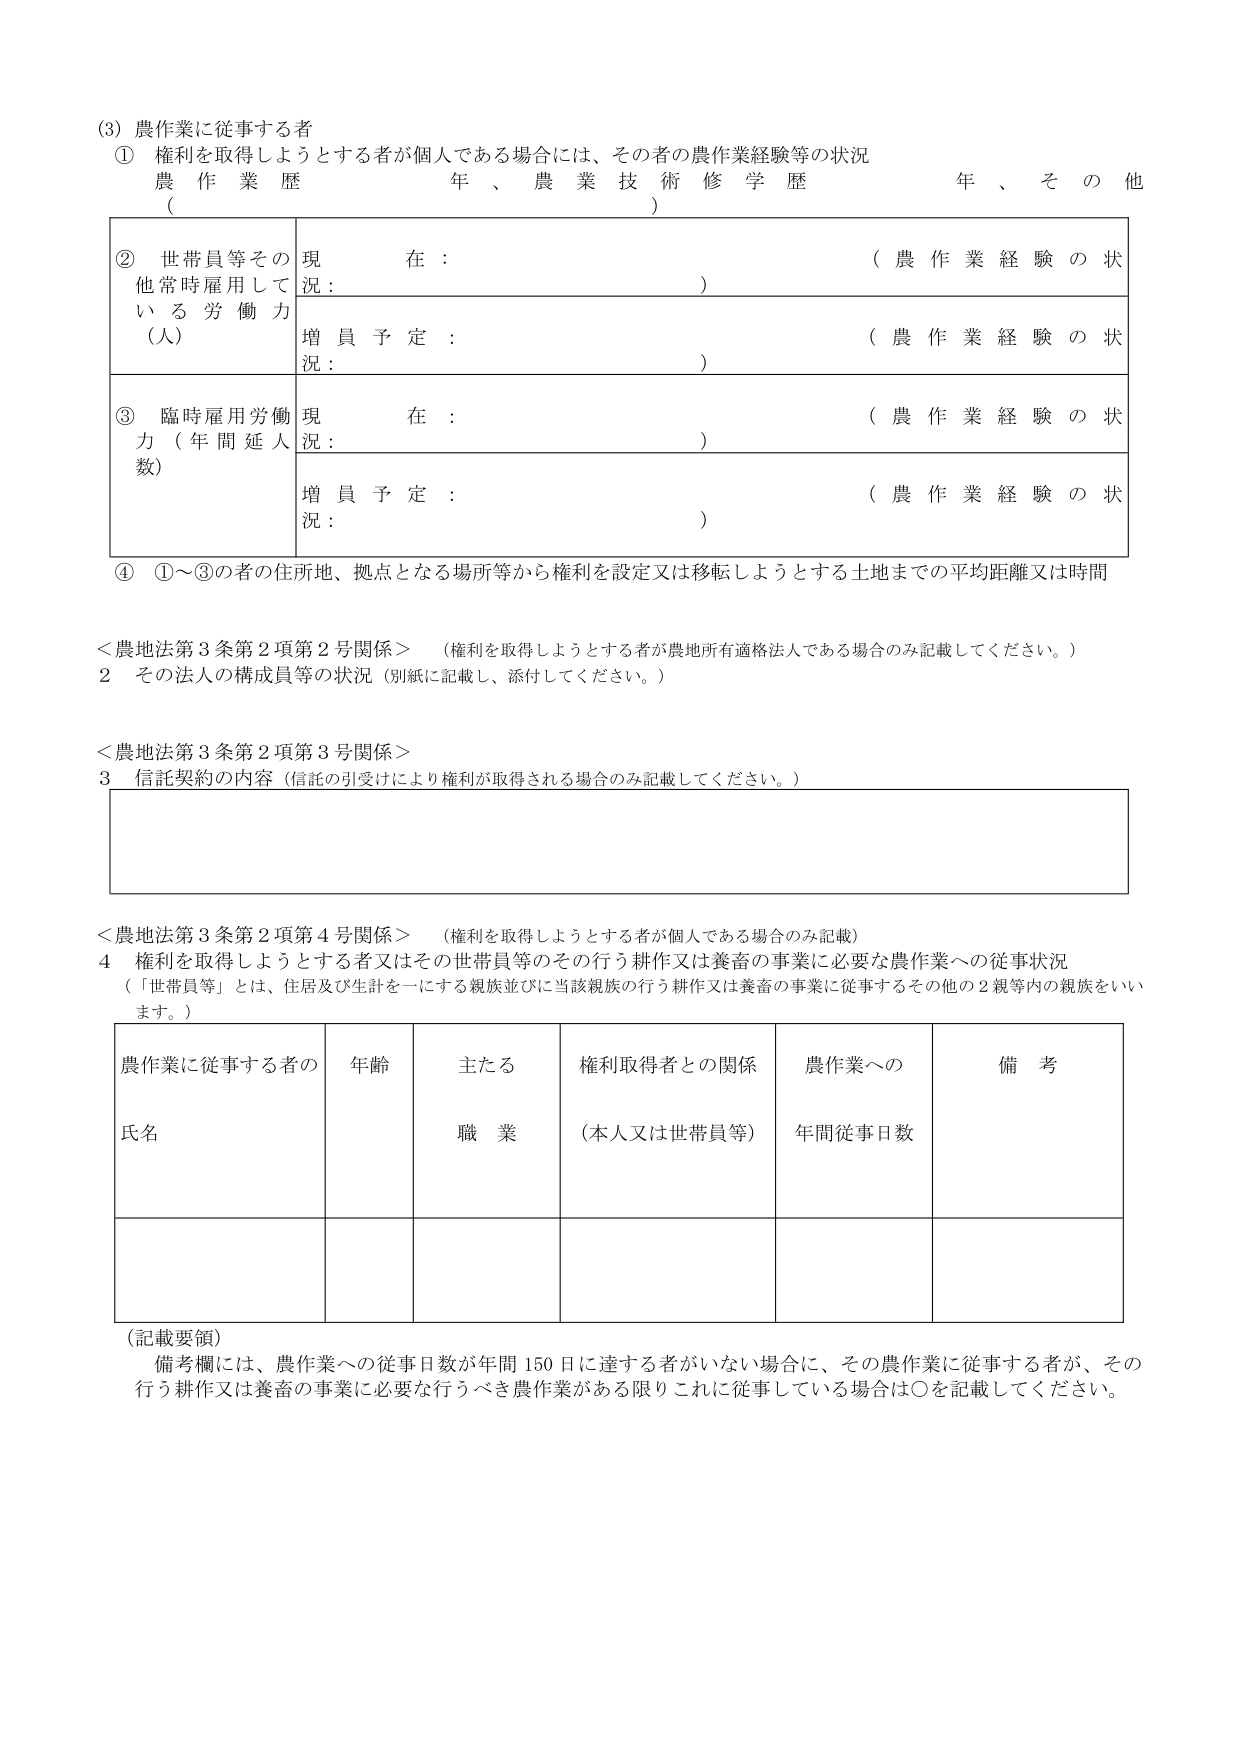 (3) 農作業に従事する者
① 権利を取得しようとする者が個人である場合には、その者の農作業経験等の状況
農作業歴　　　年、農業技術修学歴　　　年、その他
（　　　　　　　　）
② 世帯員等その
他常時雇用して
いる労働力
（人）
現　　在：　　　　　　　（農作業経験の状
況：　　　　　　　　　）
増員予定：　　　　　　　（農作業経験の状
況：　　　　　　　　　）
③ 臨時雇用労働
力（年間延人
数）
現　　在：　　　　　　　（農作業経験の状
況：　　　　　　　　　）
増員予定：　　　　　　　（農作業経験の状
況：　　　　　　　　　）
④ ①～③の者の住所地、拠点となる場所等から権利を設定又は移転しようとする土地までの平均距離又は時間
＜農地法第３条第２項第２号関係＞　（権利を取得しようとする者が農地所有適格法人である場合のみ記載してください。）
２　その法人の構成員等の状況（別紙に記載し、添付してください。）
＜農地法第３条第２項第３号関係＞
３　信託契約の内容（信託の引受けにより権利が取得される場合のみ記載してください。）
＜農地法第３条第２項第４号関係＞　（権利を取得しようとする者が個人である場合のみ記載）
４　権利を取得しようとする者又はその世帯員等のその行う耕作又は養畜の事業に必要な農作業への従事状況
（「世帯員等」とは、住居及び生計を一にする親族並びに当該親族の行う耕作又は養畜の事業に従事するその他の２親等内の親族をいい
ます。）
農作業に従事する者の
氏名
年齢
主たる
職　業
権利取得者との関係
（本人又は世帯員等）
農作業への
年間従事日数
備　考
（記載要領）
備考欄には、農作業への従事日数が年間 150 日に達する者がいない場合に、その農作業に従事する者が、その
行う耕作又は養畜の事業に必要な行うべき農作業がある限りこれに従事している場合は○を記載してください。